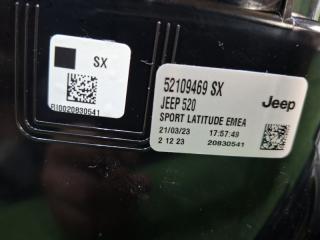 SX
BI0020830541
52109469 SX
JEEP 520
Jeep
SPORT LATITUDE EMEA
21/03/23 17:57:49
2 12 23 20830541